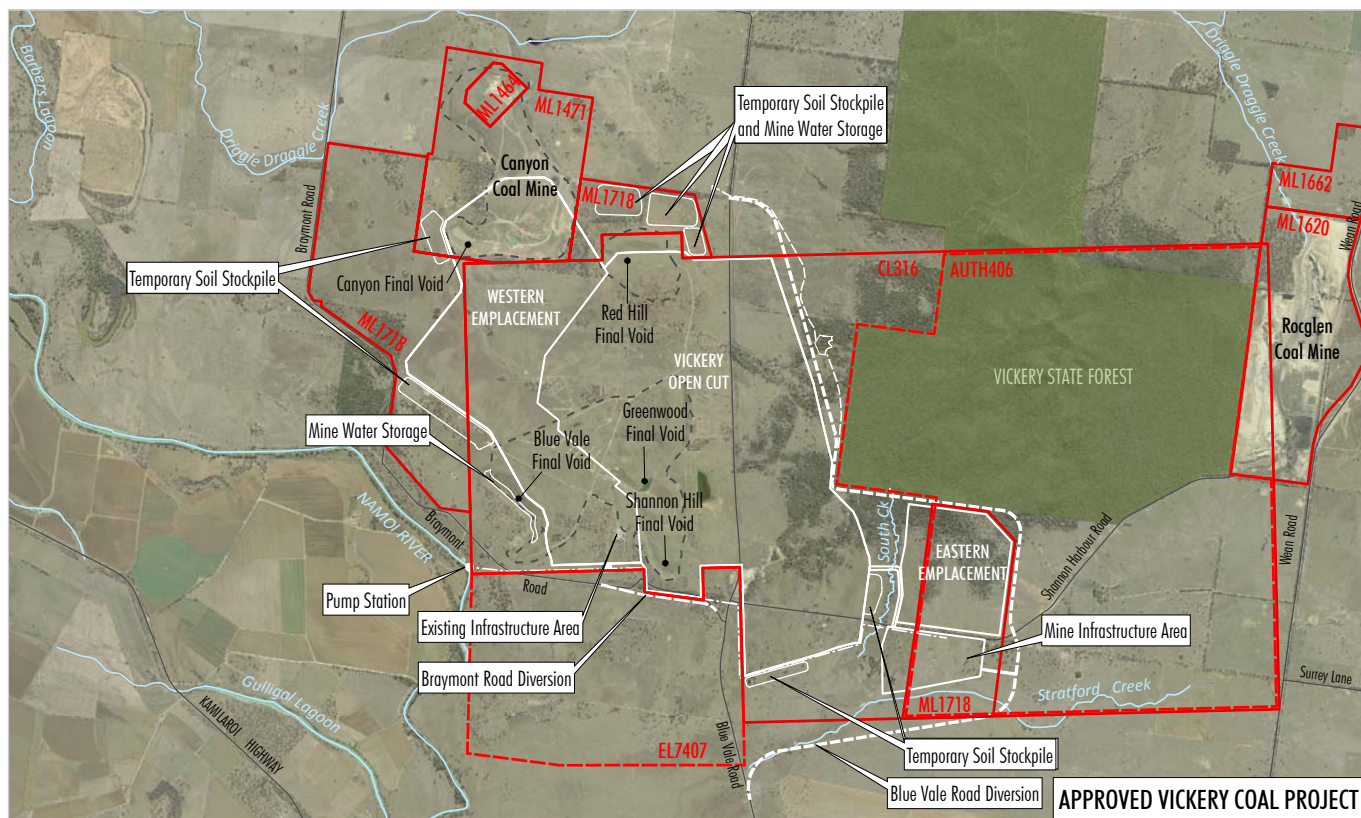 Barbers Lagoon
Driggle Draggle Creek
ML1464
ML1471
Canyon
Coal Mine
Temporary Soil Stockpile
and Mine Water Storage
Driggle Draggle Creek
ML1662
ML1620
Wean Road
Braymont Road
ML1718
Temporary Soil Stockpile
Canyon Final Void
CL316
AUTH406
WESTERN
EMPLACEMENT
Red Hill
Final Void
Rocglen
Coal Mine
ML1718
VICKERY
OPEN CUT
VICKERY STATE FOREST
Greenwood
Final Void
Mine Water Storage
Blue Vale
Final Void
Shannon Hill
Final Void
NAMOI RIVER
Braymont
Road
South Ck
EASTERN
EMPLACEMENT
Shannon Harbour Road
Wean Road
Pump Station
Existing Infrastructure Area
Mine Infrastructure Area
Braymont Road Diversion
Surrey Lane
Gulligal Lagoon
Stratford Creek
KAMILAROI HIGHWAY
ML1718
EL7407
Blue Vale Road
Temporary Soil Stockpile
Blue Vale Road Diversion
APPROVED VICKERY COAL PROJECT